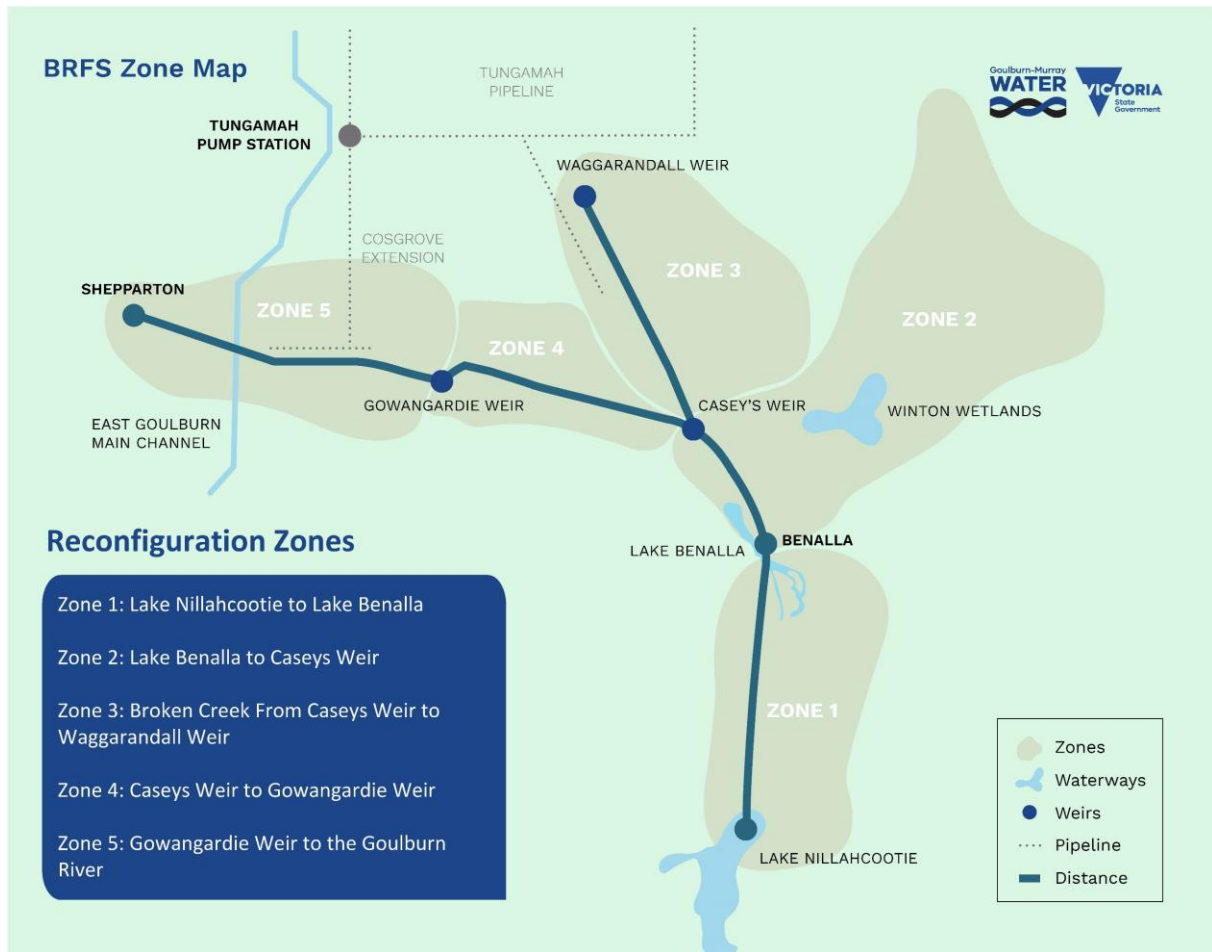 BRFS Zone Map
TUNGAMAH
PIPELINE
Goulburn-Murray
WATER
VICTORIA
State
Government
TUNGAMAH
PUMP STATION
WAGGARANDALL WEIR
COSGROVE
EXTENSION
ZONE 3
SHEPPARTON
ZONE 5
ZONE 2
ZONE 4
GOWANGARDIE WEIR
CASEY'S WEIR
WINTON WETLANDS
EAST GOULBURN
MAIN CHANNEL
LAKE BENALLA
BENALLA
Reconfiguration Zones
Zone 1: Lake Nillahcootie to Lake Benalla
Zone 2: Lake Benalla to Caseys Weir
Zone 3: Broken Creek From Caseys Weir to
Waggarandall Weir
Zone 4: Caseys Weir to Gowangardie Weir
Zone 5: Gowangardie Weir to the Goulburn
River
ZONE 1
LAKE NILLAHCOOTIE
Zones
Waterways
Weirs
Pipeline
Distance